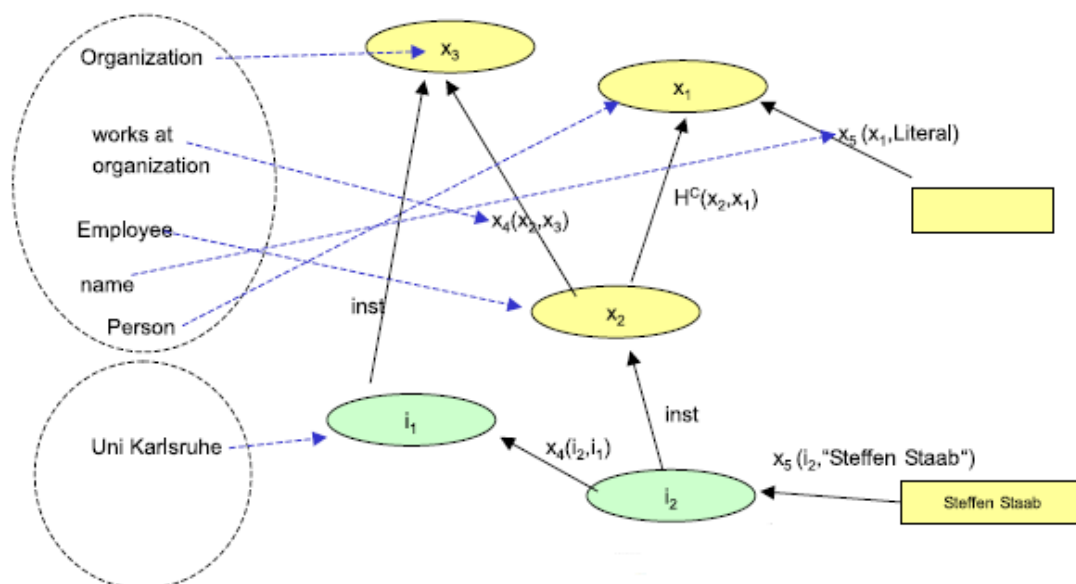 Organization
x₃
x₁
works at
organization
x₅ (x₁,Literal)
Hᶜ(x₂,x₁)
x₄(x₂,x₃)
Employee
name
inst
Person
x₂
i₁
inst
Uni Karlsruhe
x₄(i₂,i₁)
x₅ (i₂,"Steffen Staab")
i₂
Steffen Staab